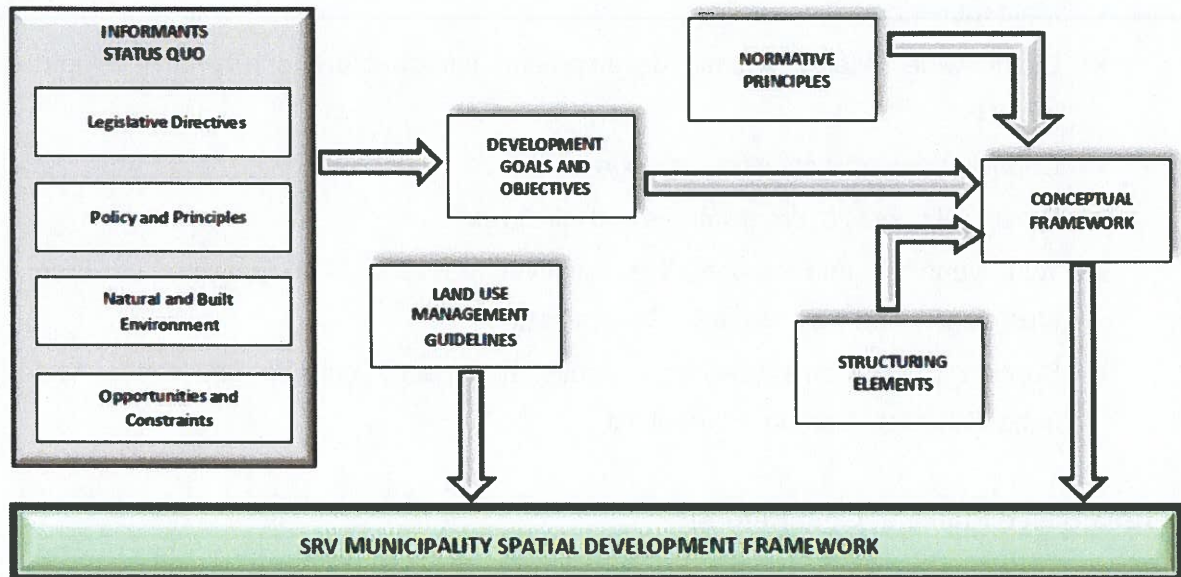 INFORMANTS
STATUS QUO
Legislative Directives
Policy and Principles
Natural and Built
Environment
Opportunities and
Constraints
DEVELOPMENT
GOALS AND
OBJECTIVES
LAND USE
MANAGEMENT
GUIDELINES
NORMATIVE
PRINCIPLES
CONCEPTUAL
FRAMEWORK
STRUCTURING
ELEMENTS
SRV MUNICIPALITY SPATIAL DEVELOPMENT FRAMEWORK